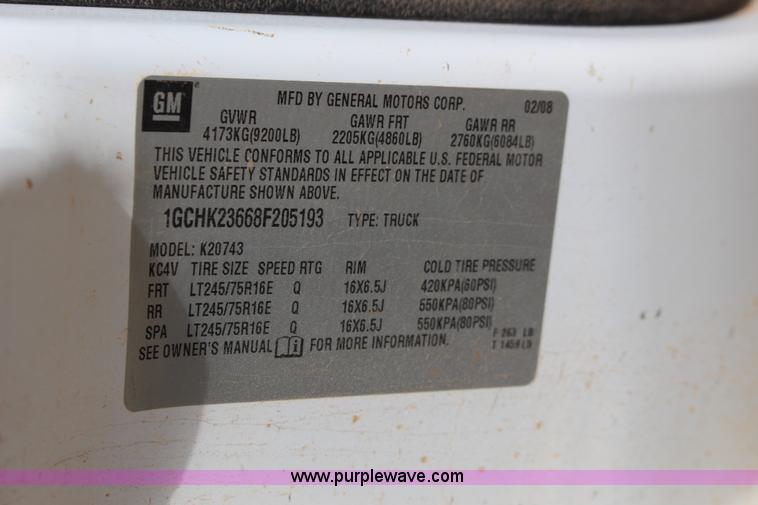 GM
MFD BY GENERAL MOTORS CORP. 02/08
GVWR GAWR FRT GAWR RR
4173KG(9200LB) 2205KG(4860LB) 2760KG(6084LB)
THIS VEHICLE CONFORMS TO ALL APPLICABLE U.S. FEDERAL MOTOR
VEHICLE SAFETY STANDARDS IN EFFECT ON THE DATE OF
MANUFACTURE SHOWN ABOVE.
1GCHK23668F205193 TYPE: TRUCK
MODEL: K20743
KC4V TIRE SIZE SPEED RTG RIM COLD TIRE PRESSURE
FRT LT245/75R16E Q 16X6.5J 420KPA(60PSI)
RR LT245/75R16E Q 16X6.5J 550KPA(80PSI)
SPA LT245/75R16E Q 16X6.5J 550KPA(80PSI)
F 263 LB
SEE OWNER'S MANUAL i FOR MORE INFORMATION. T 1458 LB
www.purplewave.com